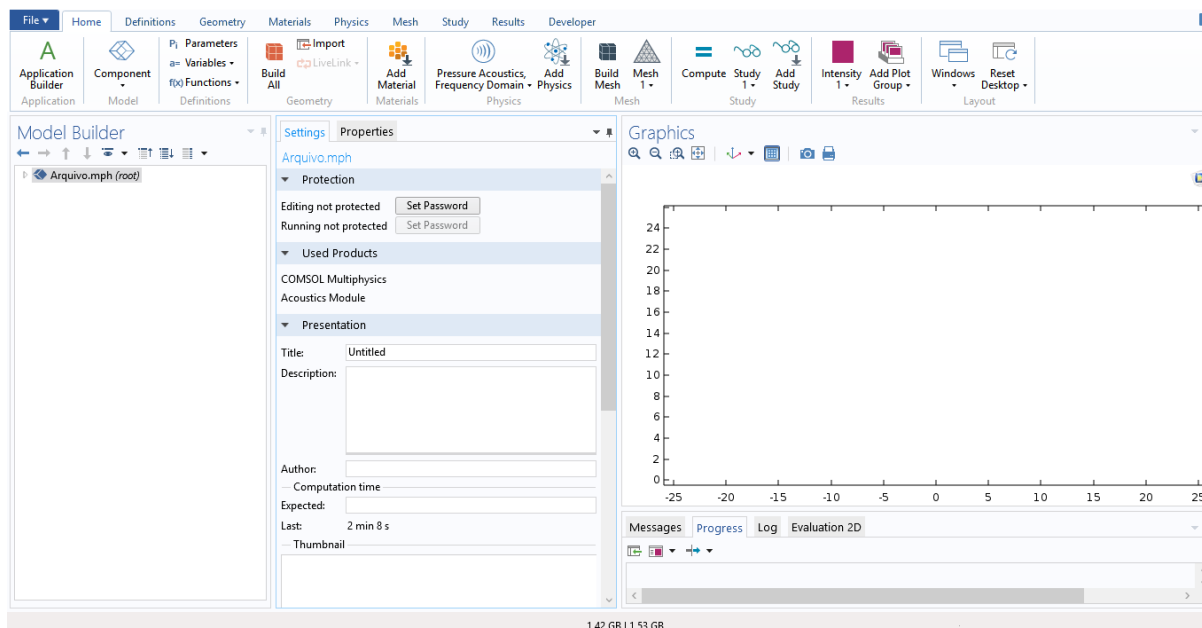 File ▾ Home Definitions Geometry Materials Physics Mesh Study Results Developer
Application Builder
Application
Component
Model
Pi Parameters
a= Variables
f(x) Functions
Definitions
Build All
Import
LiveLink
Geometry
Add Material
Materials
Pressure Acoustics, Frequency Domain
Add Physics
Physics
Build Mesh
Mesh 1
Mesh
Compute
Study 1
Add Study
Study
Intensity 1
Add Plot Group
Results
Windows
Reset Desktop
Layout
Model Builder
Arquivo.mph (root)
Settings Properties
Arquivo.mph
Protection
Editing not protected Set Password
Running not protected Set Password
Used Products
COMSOL Multiphysics
Acoustics Module
Presentation
Title: Untitled
Description:
Author:
Computation time
Expected:
Last: 2 min 8 s
Thumbnail
Graphics
24
22
20
18
16
14
12
10
8
6
4
2
0
-25 -20 -15 -10 -5 0 5 10 15 20 25
Messages Progress Log Evaluation 2D
1.42 GB | 1.53 GB